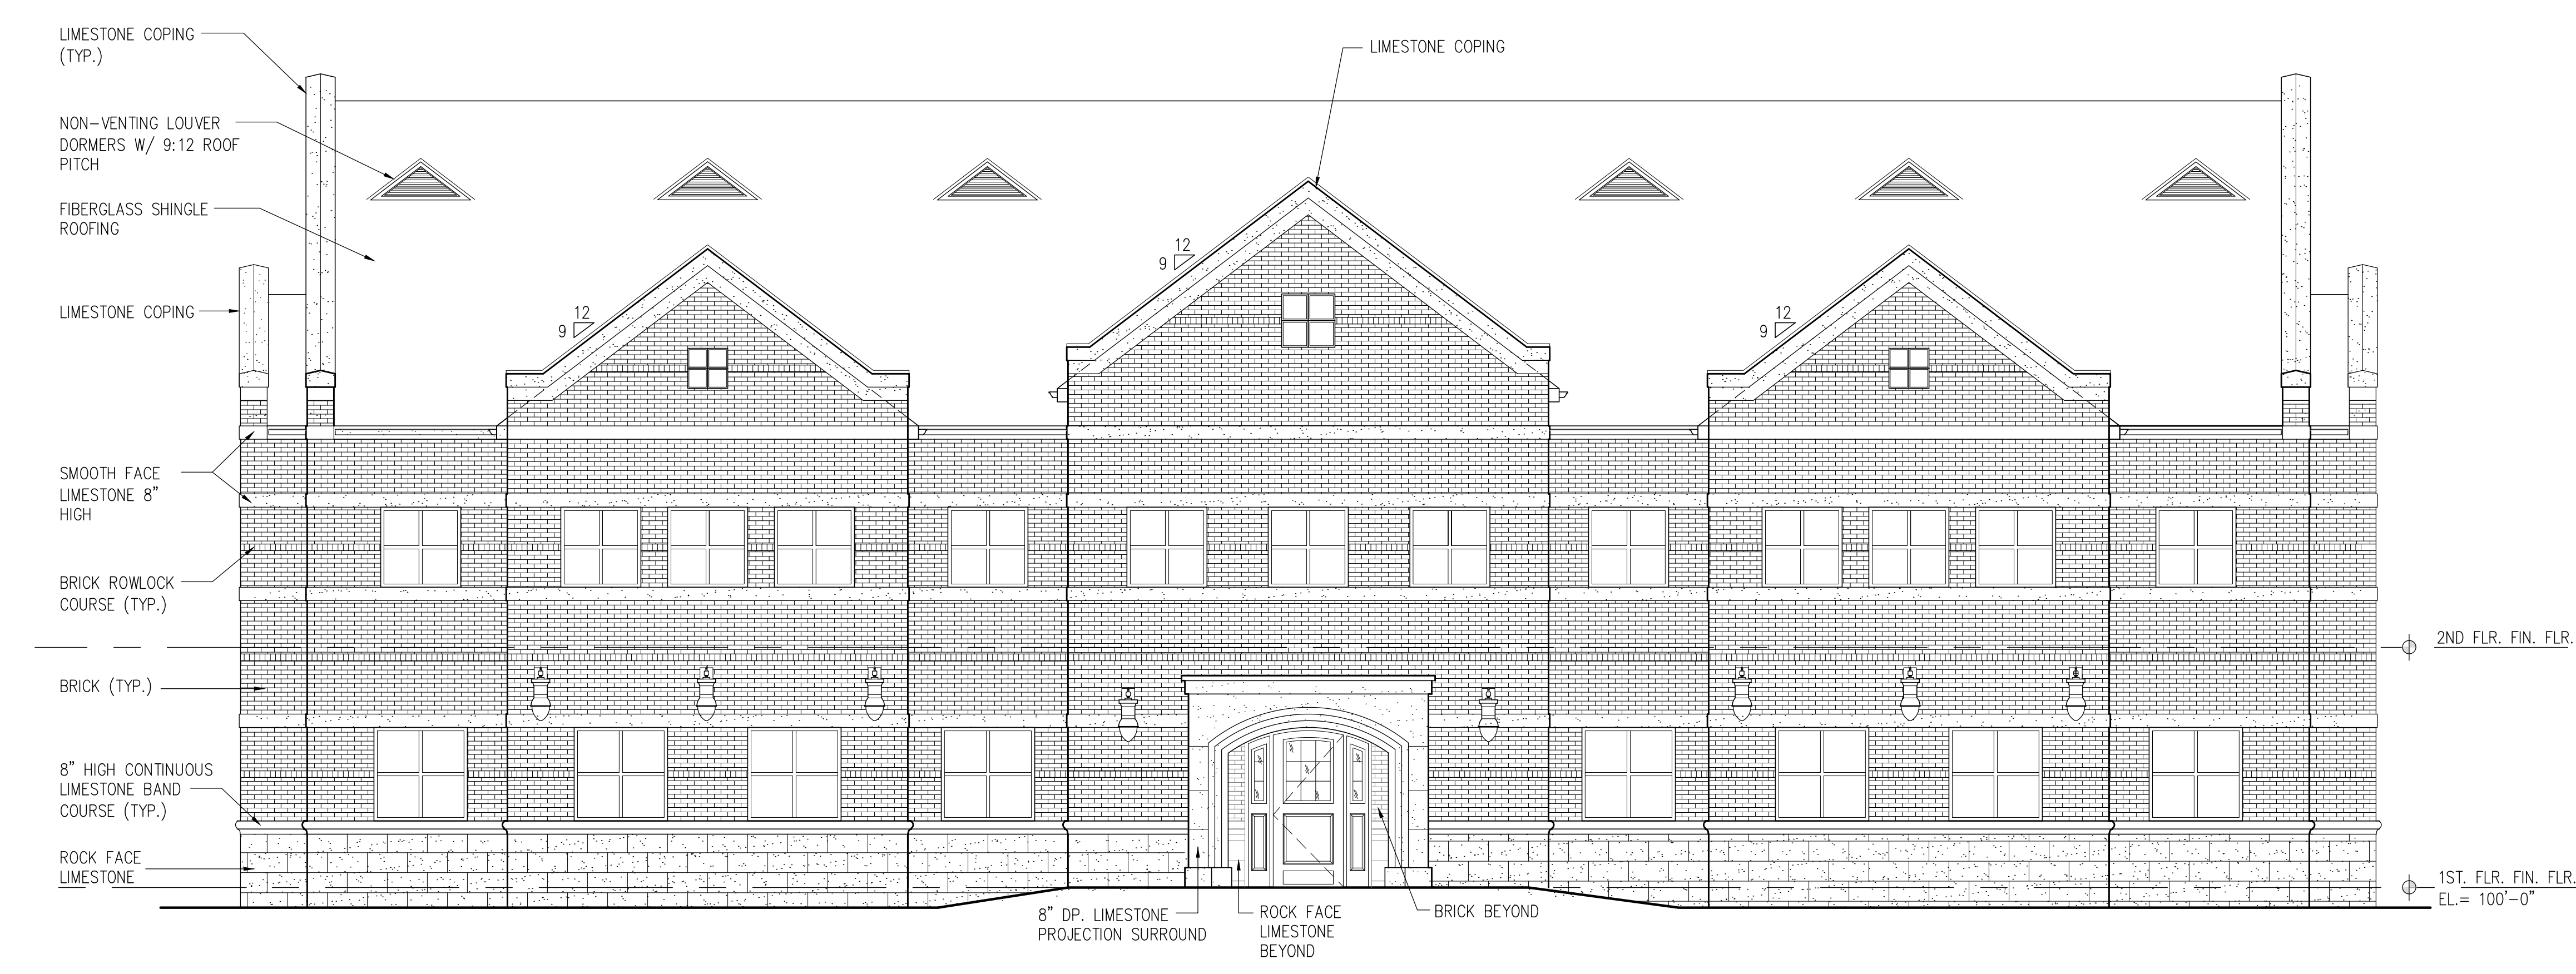 LIMESTONE COPING
(TYP.)
LIMESTONE COPING
NON-VENTING LOUVER
DORMERS W/ 9:12 ROOF
PITCH
FIBERGLASS SHINGLE
ROOFING
12
9
12
9
12
9
LIMESTONE COPING
SMOOTH FACE
LIMESTONE 8"
HIGH
BRICK ROWLOCK
COURSE (TYP.)
2ND FLR. FIN. FLR.
BRICK (TYP.)
8" HIGH CONTINUOUS
LIMESTONE BAND
COURSE (TYP.)
ROCK FACE
LIMESTONE
1ST. FLR. FIN. FLR.
EL.= 100'-0"
8" DP. LIMESTONE
PROJECTION SURROUND
ROCK FACE
LIMESTONE
BEYOND
BRICK BEYOND